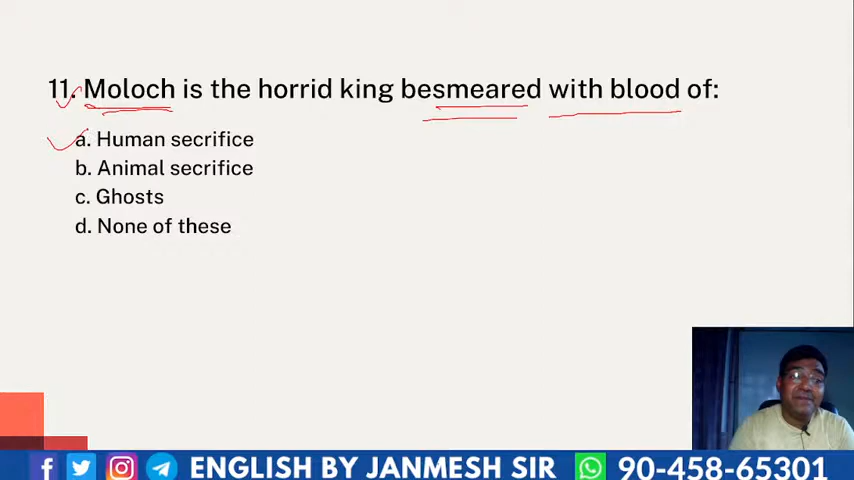 11. Moloch is the horrid king besmeared with blood of:
a. Human secrifice
b. Animal secrifice
c. Ghosts
d. None of these
ENGLISH BY JANMESH SIR 90-458-65301